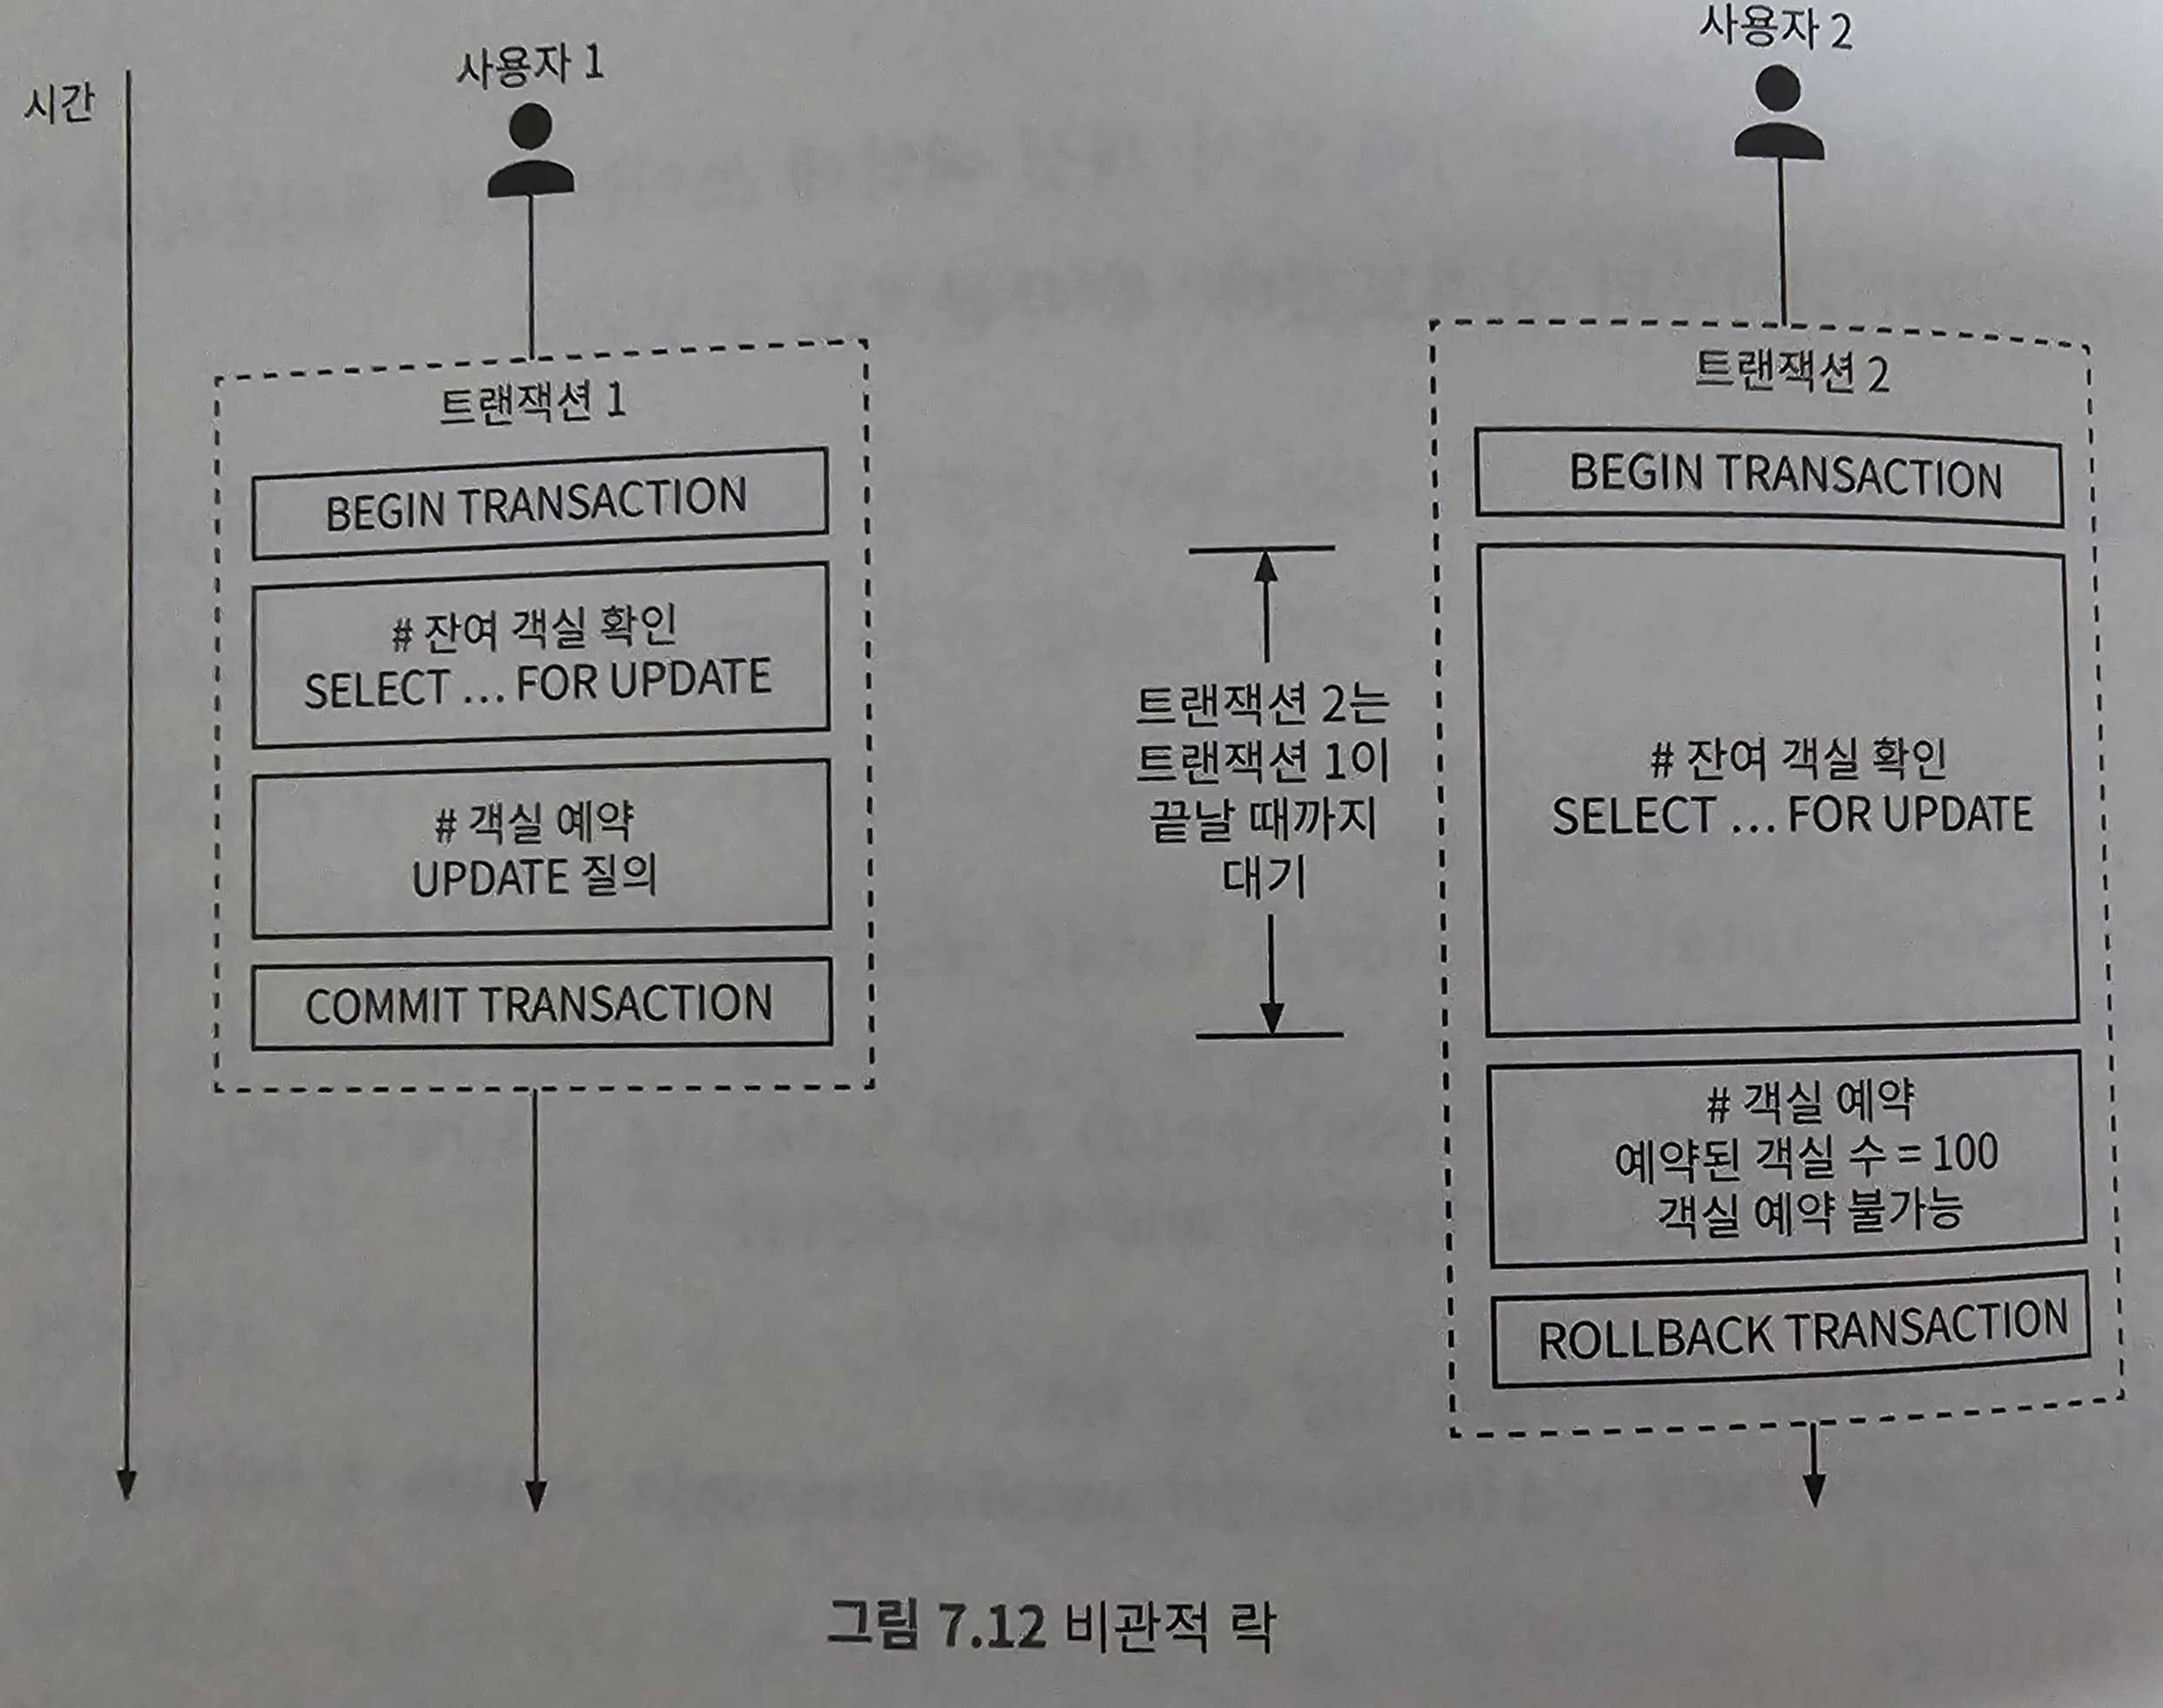 시간
사용자 1
트랜잭션 1
BEGIN TRANSACTION
# 잔여 객실 확인
SELECT ... FOR UPDATE
# 객실 예약
UPDATE 질의
COMMIT TRANSACTION
트랜잭션 2는
트랜잭션 1이
끝날 때까지
대기
사용자 2
트랜잭션 2
BEGIN TRANSACTION
# 잔여 객실 확인
SELECT ... FOR UPDATE
# 객실 예약
예약된 객실 수 = 100
객실 예약 불가능
ROLLBACK TRANSACTION
그림 7.12 비관적 락